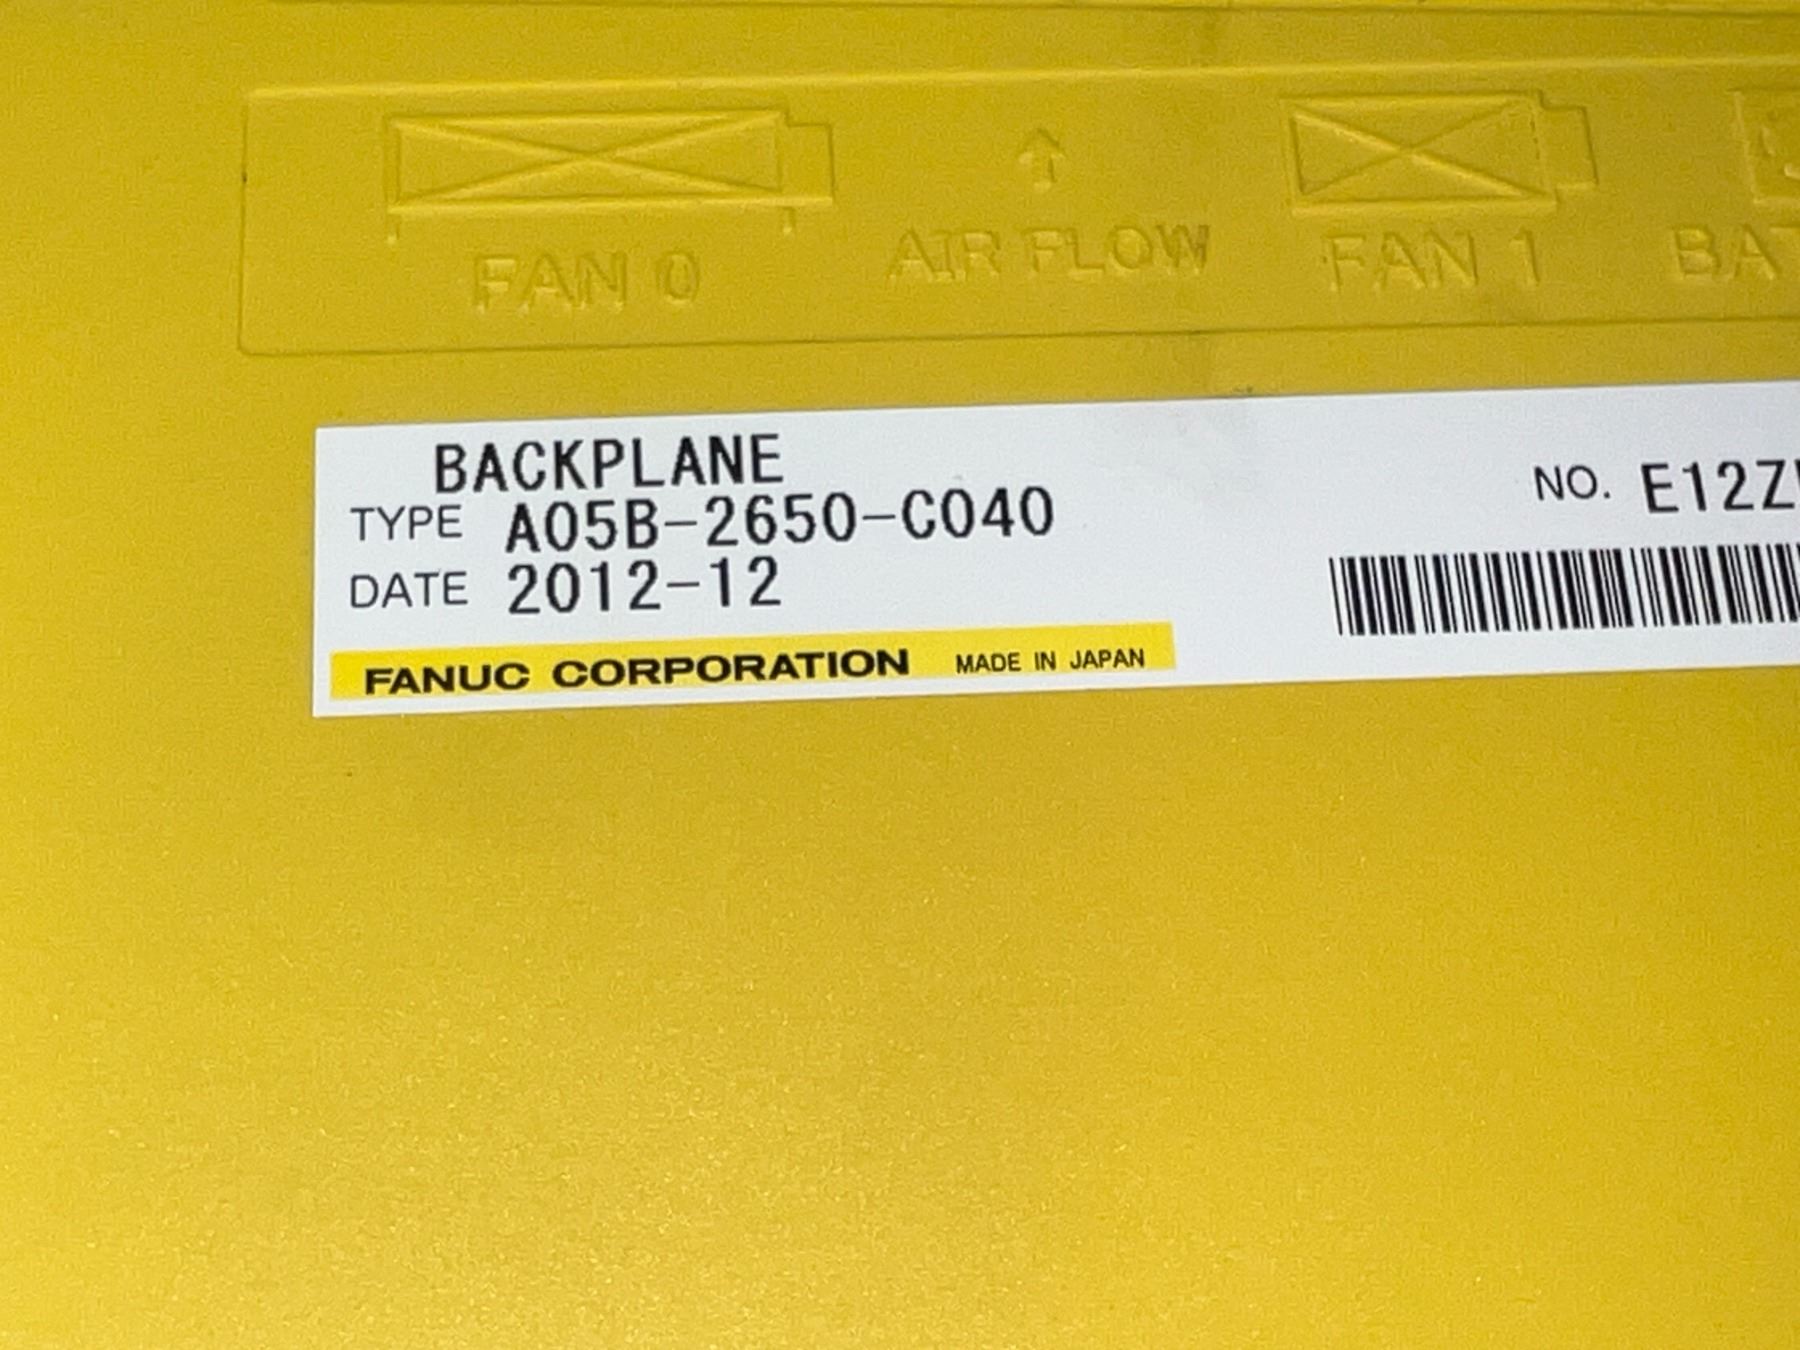 FAN 0 AIR FLOW FAN 1
BACKPLANE
TYPE A05B-2650-C040
NO.
DATE 2012-12
FANUC CORPORATION MADE IN JAPAN